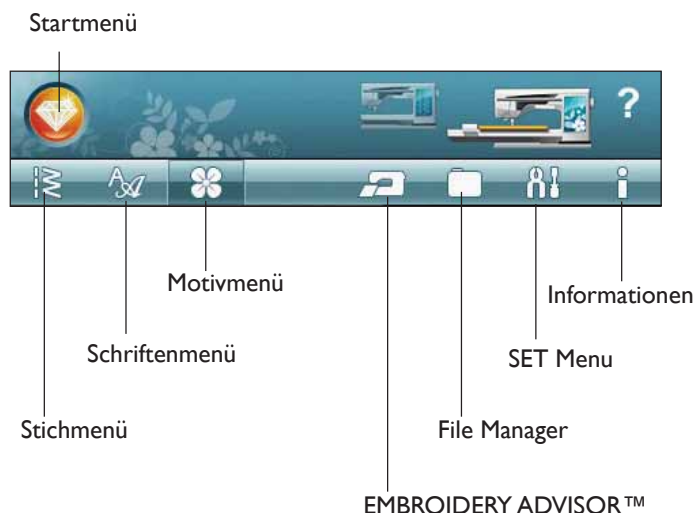 Startmenü
?
Motivmenü
Informationen
Schriftenmenü
SET Menu
Stichmenü
File Manager
EMBROIDERY ADVISOR™